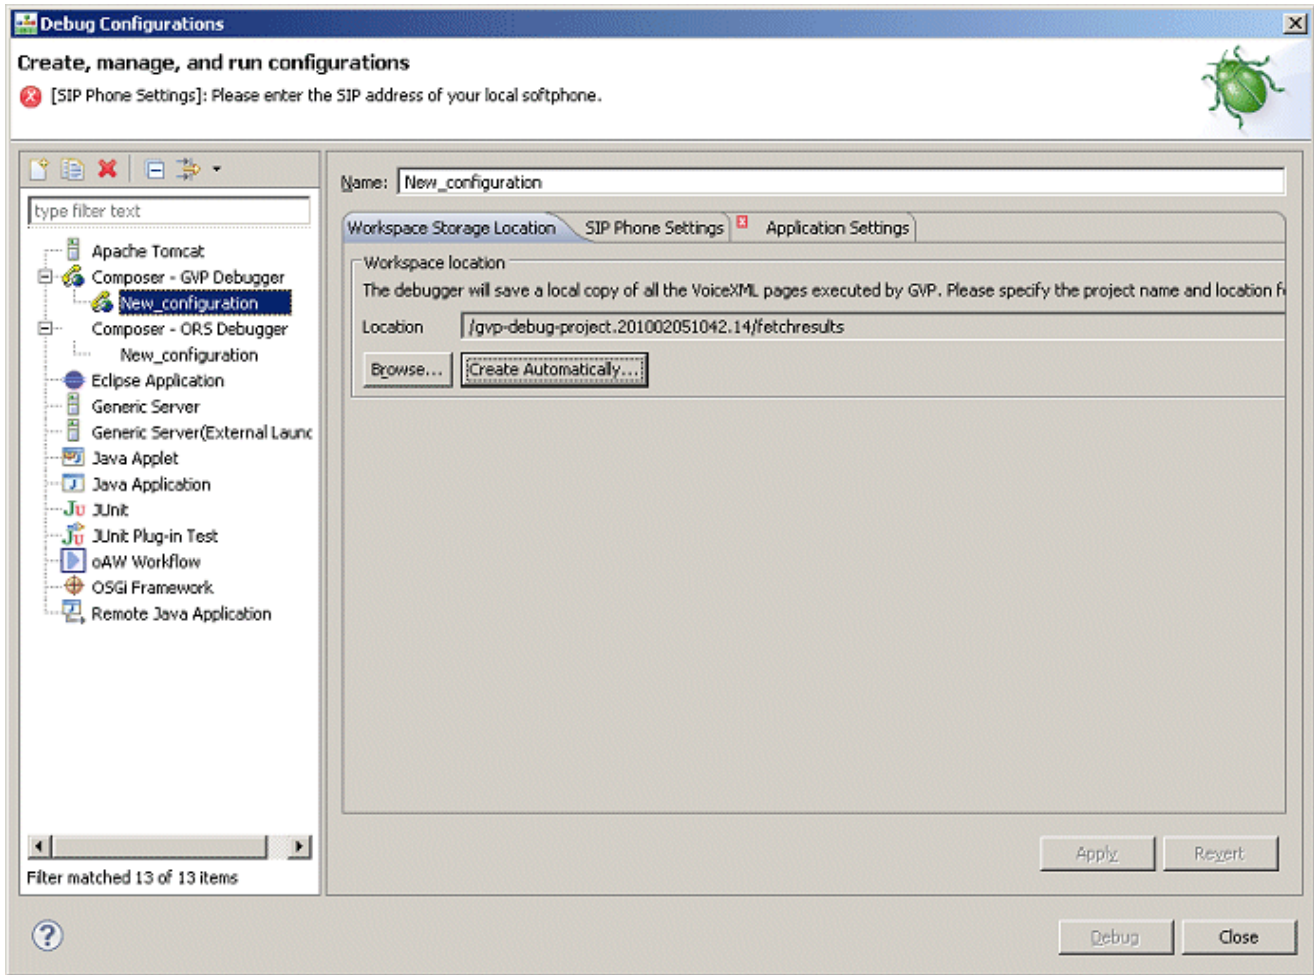 Debug Configurations
Create, manage, and run configurations
[SIP Phone Settings]: Please enter the SIP address of your local softphone.
type filter text
Apache Tomcat
Composer - GVP Debugger
New_configuration
Composer - ORS Debugger
New_configuration
Eclipse Application
Generic Server
Generic Server(External Launc
Java Applet
Java Application
JUnit
JUnit Plug-in Test
oAW Workflow
OSGi Framework
Remote Java Application
Filter matched 13 of 13 items
Name: New_configuration
Workspace Storage Location SIP Phone Settings Application Settings
Workspace location
The debugger will save a local copy of all the VoiceXML pages executed by GVP. Please specify the project name and location f
Location /gvp-debug-project.201002051042.14/fetchresults
Browse... Create Automatically...
Apply Revert
Debug Close